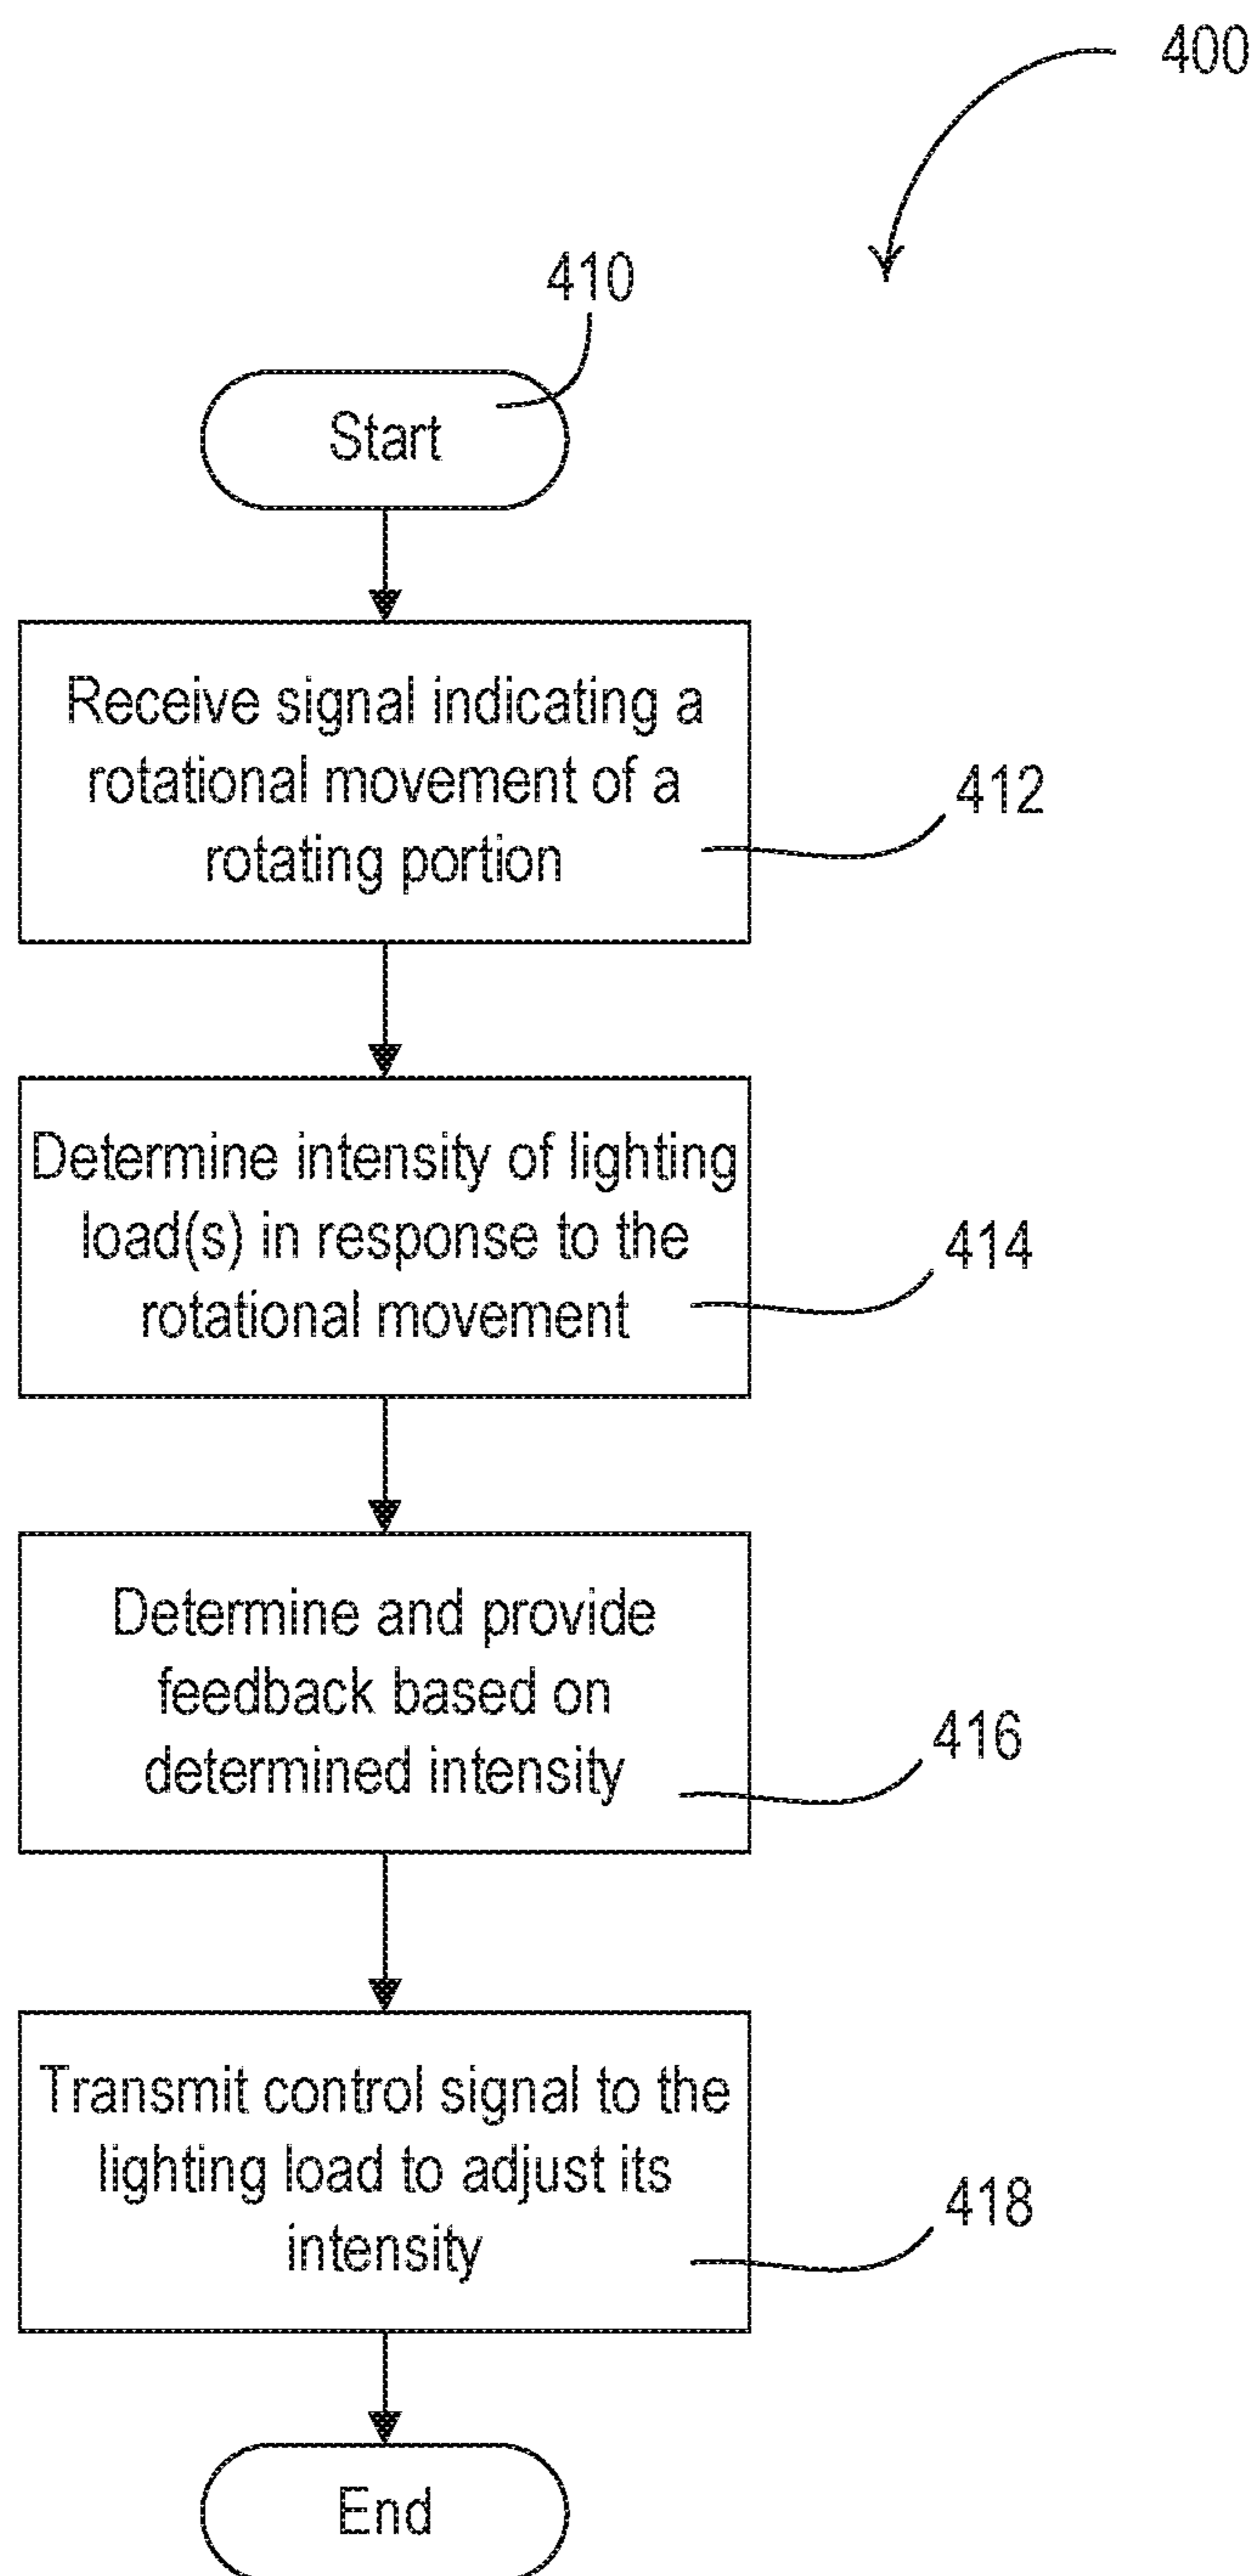 400
410
Start
Receive signal indicating a
rotational movement of a
rotating portion
412
Determine intensity of lighting
load(s) in response to the
rotational movement
414
Determine and provide
feedback based on
determined intensity
416
Transmit control signal to the
lighting load to adjust its
intensity
418
End